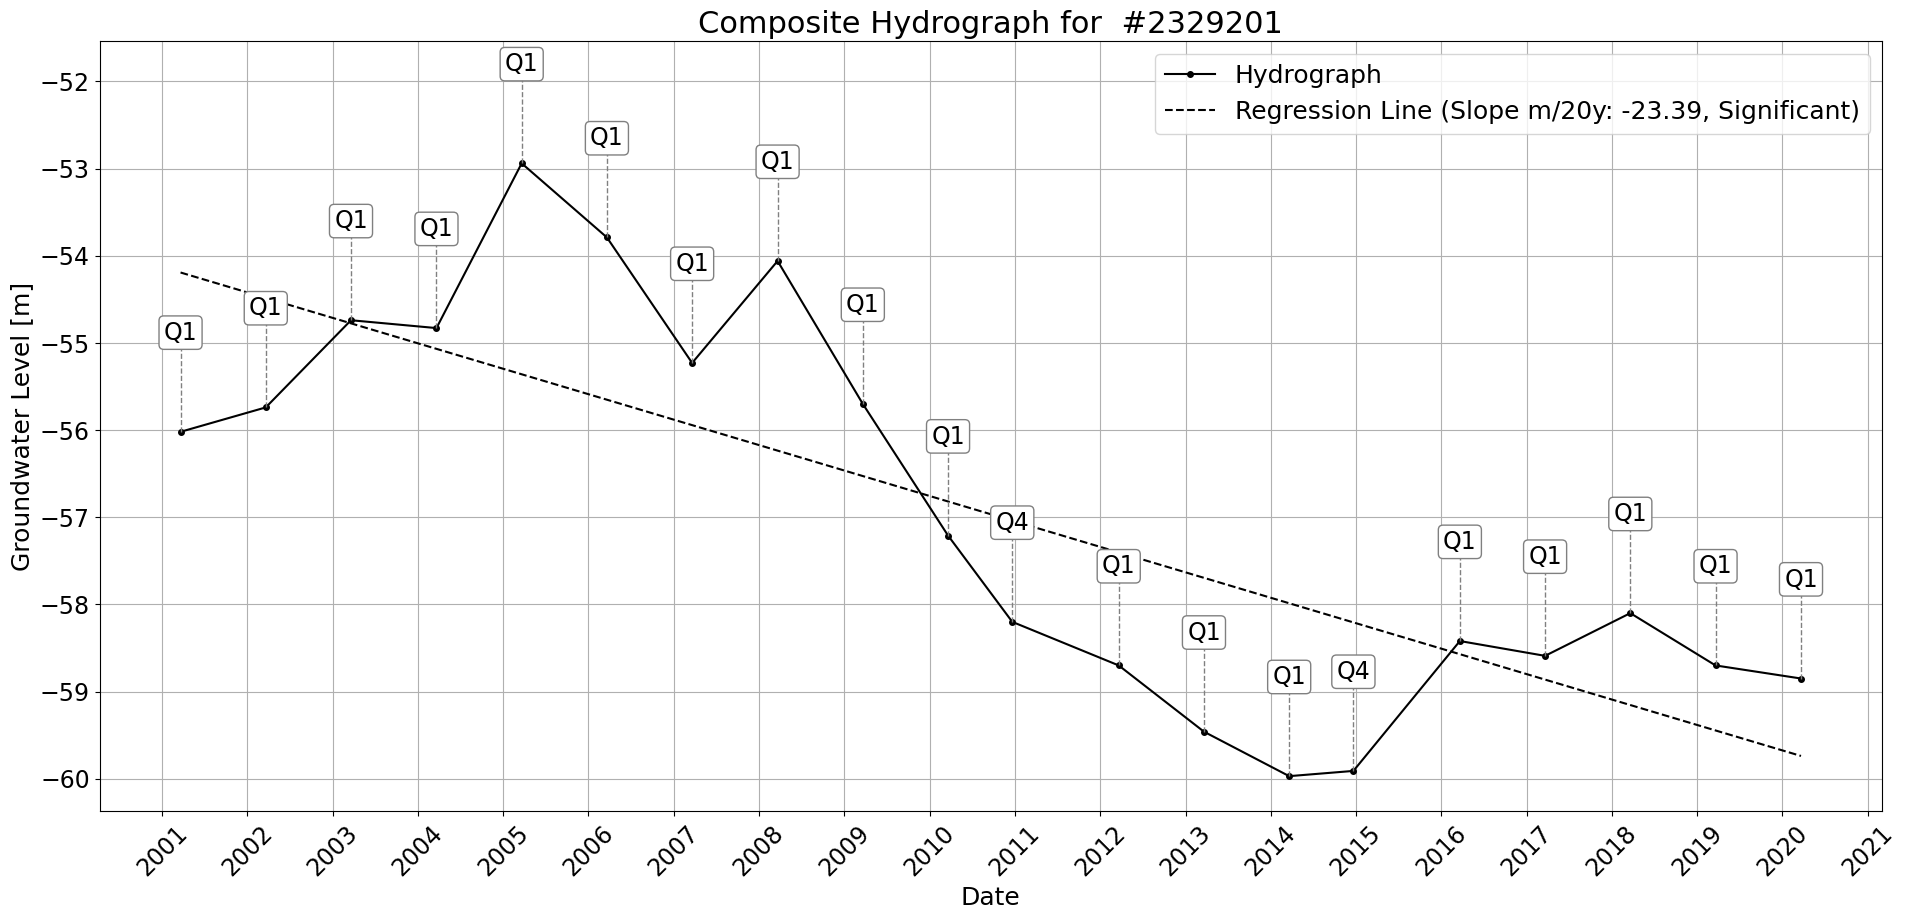 Composite Hydrograph for  #2329201
Hydrograph
Regression Line (Slope m/20y: -23.39, Significant)
Groundwater Level [m]
−52
−53
−54
−55
−56
−57
−58
−59
−60
Q1
Q1
Q1
Q1
Q1
Q1
Q1
Q1
Q1
Q1
Q4
Q1
Q1
Q1
Q4
Q1
Q1
Q1
Q1
Q1
2001
2002
2003
2004
2005
2006
2007
2008
2009
2010
2011
2012
2013
2014
2015
2016
2017
2018
2019
2020
2021
Date